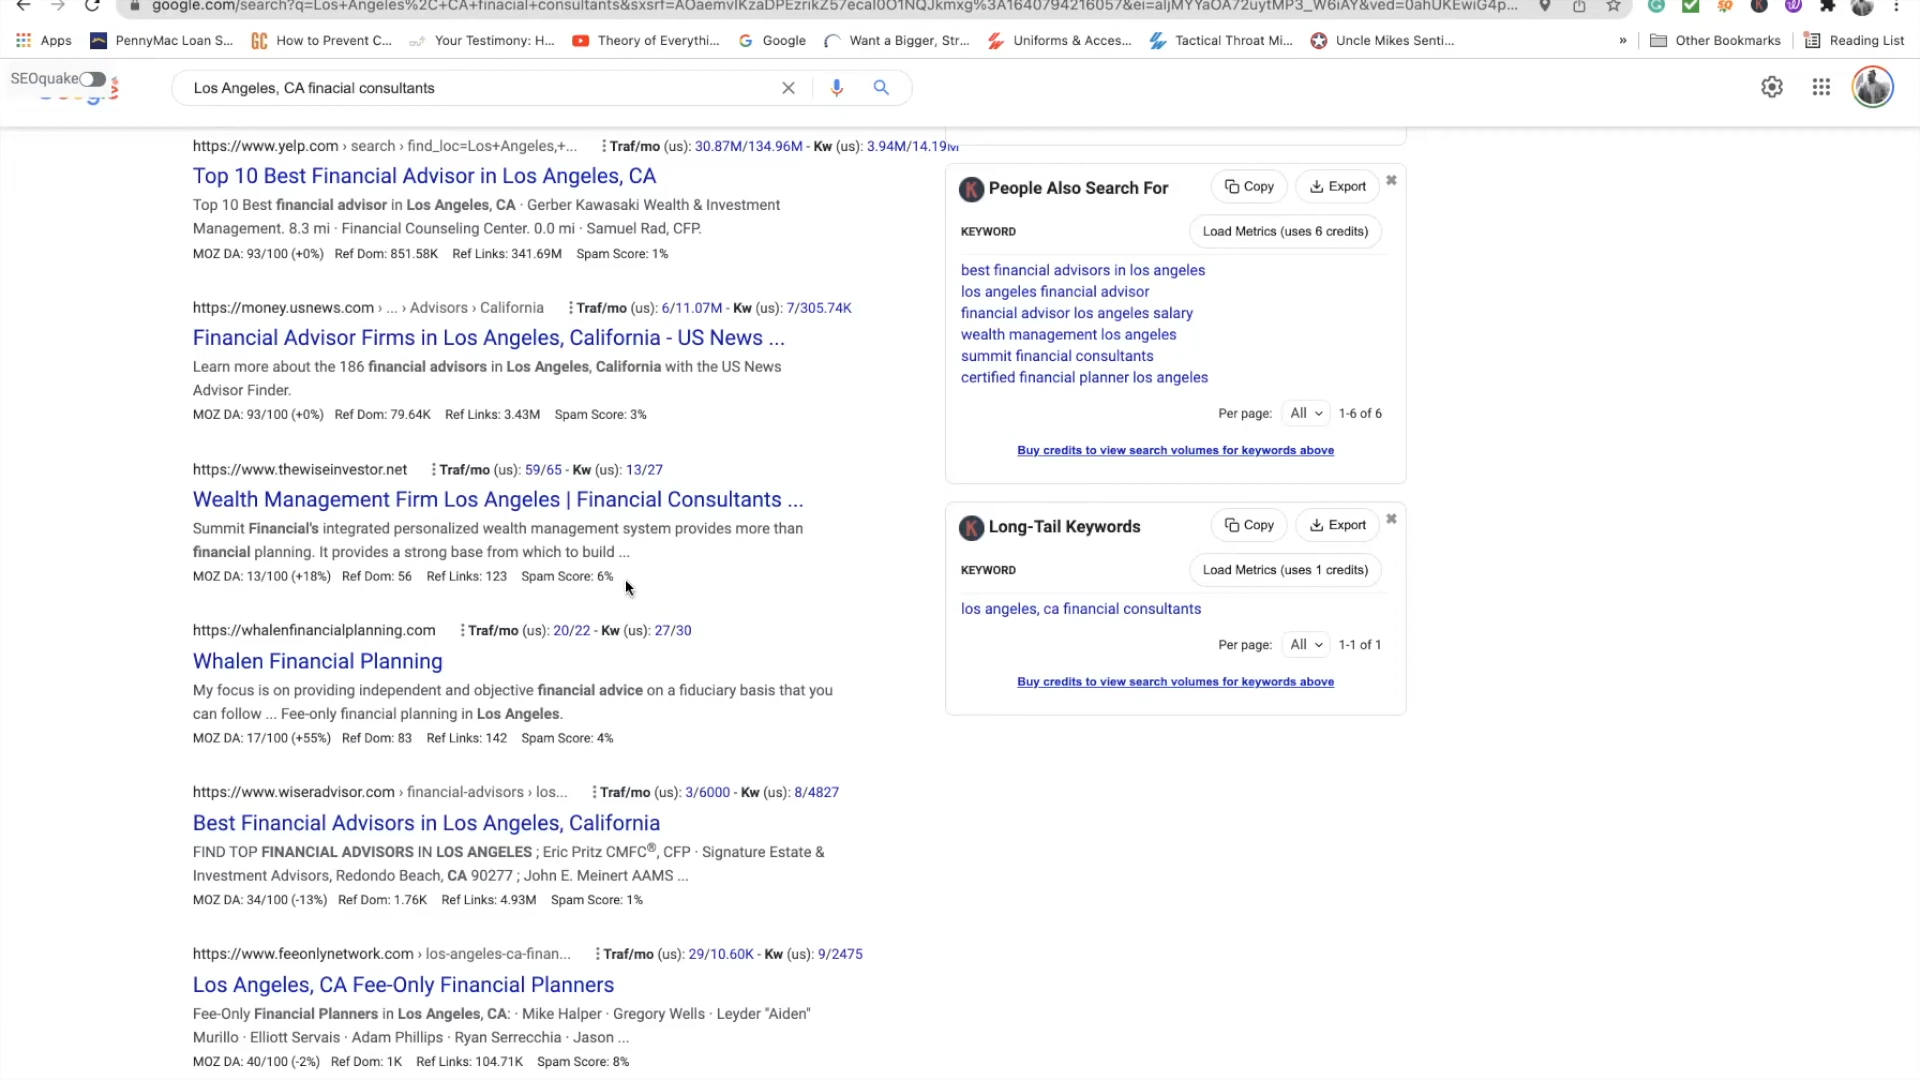 google.com/search?q=Los+Angeles%2C+CA+finacial+consultants&sxsrf=AOaemvIKzaDPEzrikZ57ecaI0O1NQJkmxg%3A1640794216057&ei=aljMYYaOA72uytMP3_W6iAY&ved=0ahUKEwiG4p...
Apps PennyMac Loan S... How to Prevent C... Your Testimony: H... Theory of Everythi... Google Want a Bigger, Str... Uniforms & Acces... Tactical Throat Mi... Uncle Mikes Senti... » Other Bookmarks Reading List
SEOquake
Los Angeles, CA finacial consultants
https://www.yelp.com › search › find_loc=Los+Angeles,+... Traf/mo (us): 30.87M/134.96M - Kw (us): 3.94M/14.19M
Top 10 Best Financial Advisor in Los Angeles, CA
Top 10 Best financial advisor in Los Angeles, CA · Gerber Kawasaki Wealth & Investment
Management. 8.3 mi · Financial Counseling Center. 0.0 mi · Samuel Rad, CFP.
MOZ DA: 93/100 (+0%) Ref Dom: 851.58K Ref Links: 341.69M Spam Score: 1%
https://money.usnews.com › ... › Advisors › California Traf/mo (us): 6/11.07M - Kw (us): 7/305.74K
Financial Advisor Firms in Los Angeles, California - US News ...
Learn more about the 186 financial advisors in Los Angeles, California with the US News
Advisor Finder.
MOZ DA: 93/100 (+0%) Ref Dom: 79.64K Ref Links: 3.43M Spam Score: 3%
https://www.thewiseinvestor.net Traf/mo (us): 59/65 - Kw (us): 13/27
Wealth Management Firm Los Angeles | Financial Consultants ...
Summit Financial's integrated personalized wealth management system provides more than
financial planning. It provides a strong base from which to build ...
MOZ DA: 13/100 (+18%) Ref Dom: 56 Ref Links: 123 Spam Score: 6%
https://whalenfinancialplanning.com Traf/mo (us): 20/22 - Kw (us): 27/30
Whalen Financial Planning
My focus is on providing independent and objective financial advice on a fiduciary basis that you
can follow ... Fee-only financial planning in Los Angeles.
MOZ DA: 17/100 (+55%) Ref Dom: 83 Ref Links: 142 Spam Score: 4%
https://www.wiseradvisor.com › financial-advisors › los... Traf/mo (us): 3/6000 - Kw (us): 8/4827
Best Financial Advisors in Los Angeles, California
FIND TOP FINANCIAL ADVISORS IN LOS ANGELES ; Eric Pritz CMFC®, CFP · Signature Estate &
Investment Advisors, Redondo Beach, CA 90277 ; John E. Meinert AAMS ...
MOZ DA: 34/100 (-13%) Ref Dom: 1.76K Ref Links: 4.93M Spam Score: 1%
https://www.feeonlynetwork.com › los-angeles-ca-finan... Traf/mo (us): 29/10.60K - Kw (us): 9/2475
Los Angeles, CA Fee-Only Financial Planners
Fee-Only Financial Planners in Los Angeles, CA: · Mike Halper · Gregory Wells · Leyder "Aiden"
Murillo · Elliott Servais · Adam Phillips · Ryan Serrecchia · Jason ...
MOZ DA: 40/100 (-2%) Ref Dom: 1K Ref Links: 104.71K Spam Score: 8%
K People Also Search For Copy Export
KEYWORD Load Metrics (uses 6 credits)
best financial advisors in los angeles
los angeles financial advisor
financial advisor los angeles salary
wealth management los angeles
summit financial consultants
certified financial planner los angeles
Per page: All 1-6 of 6
Buy credits to view search volumes for keywords above
K Long-Tail Keywords Copy Export
KEYWORD Load Metrics (uses 1 credits)
los angeles, ca financial consultants
Per page: All 1-1 of 1
Buy credits to view search volumes for keywords above